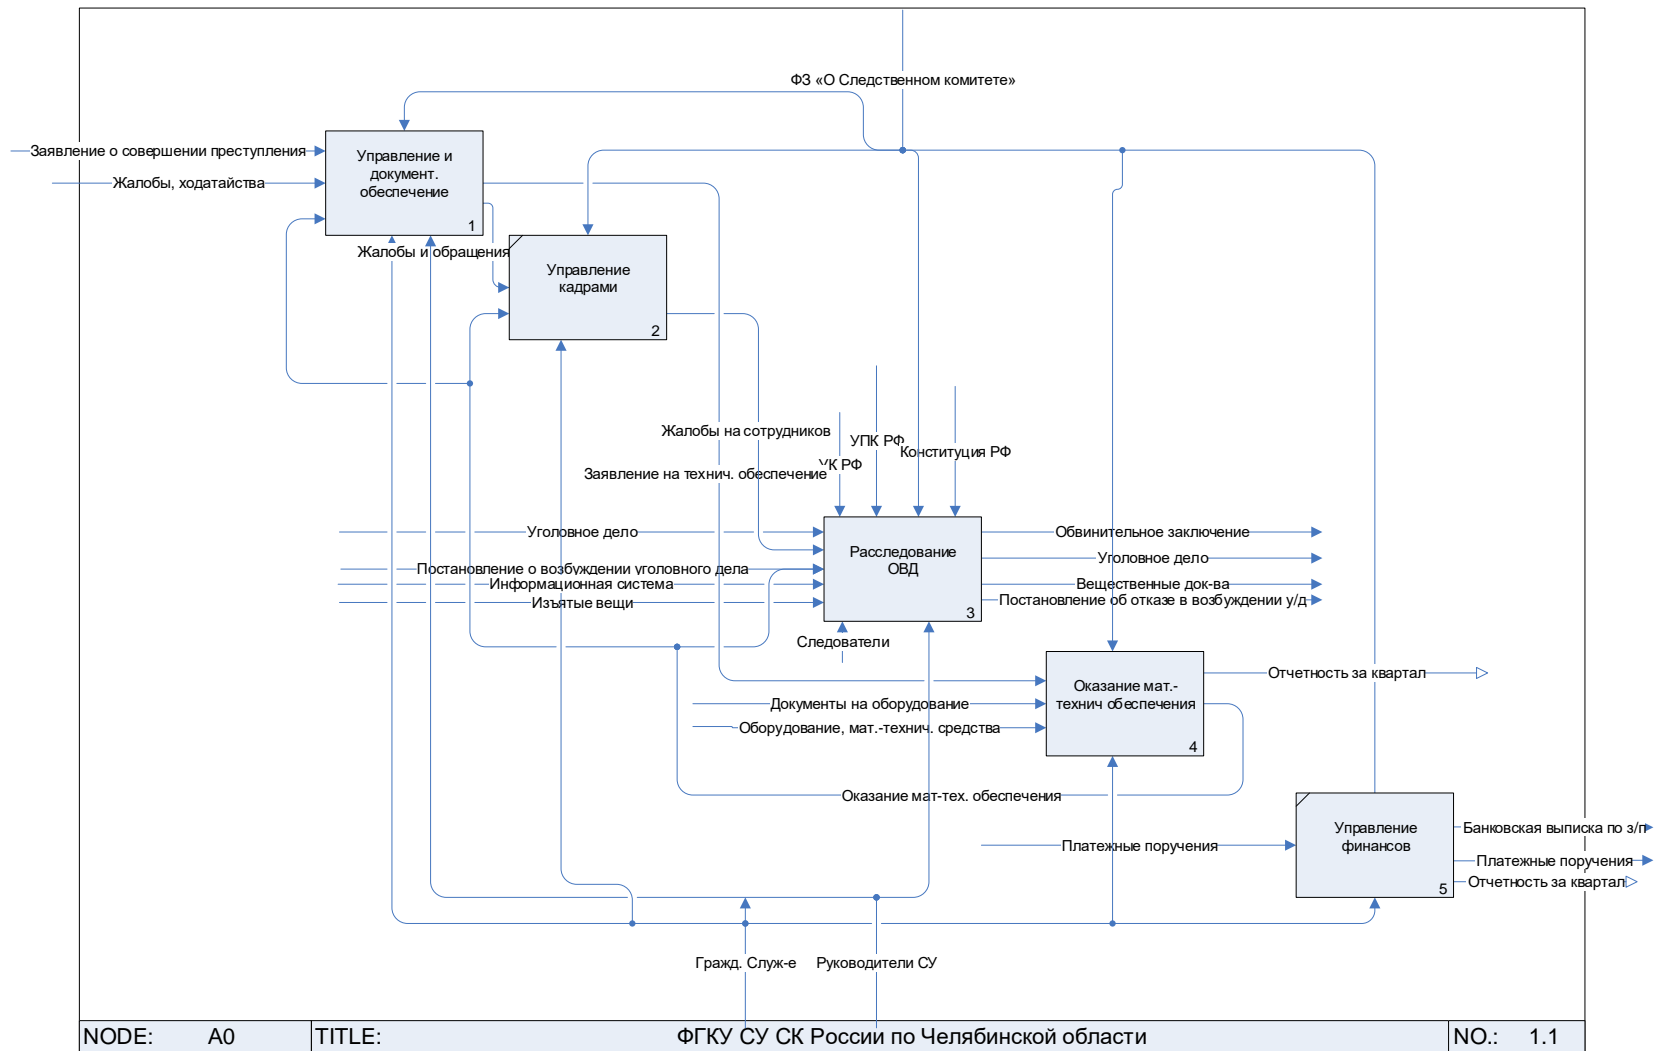 ФЗ «О Следственном комитете»
Заявление о совершении преступления
Жалобы, ходатайства
Управление и
документ.
обеспечение
1
Жалобы и обращения
Управление
кадрами
2
Жалобы на сотрудников
Заявление на технич. обеспечение
УК РФ
УПК РФ
Конституция РФ
Уголовное дело
Постановление о возбуждении уголовного дела
Информационная система
Изъятые вещи
Расследование
ОВД
3
Обвинительное заключение
Уголовное дело
Вещественные док-ва
Постановление об отказе в возбуждении у/д
Следователи
Документы на оборудование
Оборудование, мат.-технич. средства
Оказание мат.-
технич обеспечения
4
Отчетность за квартал
Оказание мат-тех. обеспечения
Платежные поручения
Управление
финансов
5
Банковская выписка по з/п
Платежные поручения
Отчетность за квартал
Гражд. Служ-е
Руководители СУ
NODE: A0
TITLE: ФГКУ СУ СК России по Челябинской области
NO.: 1.1